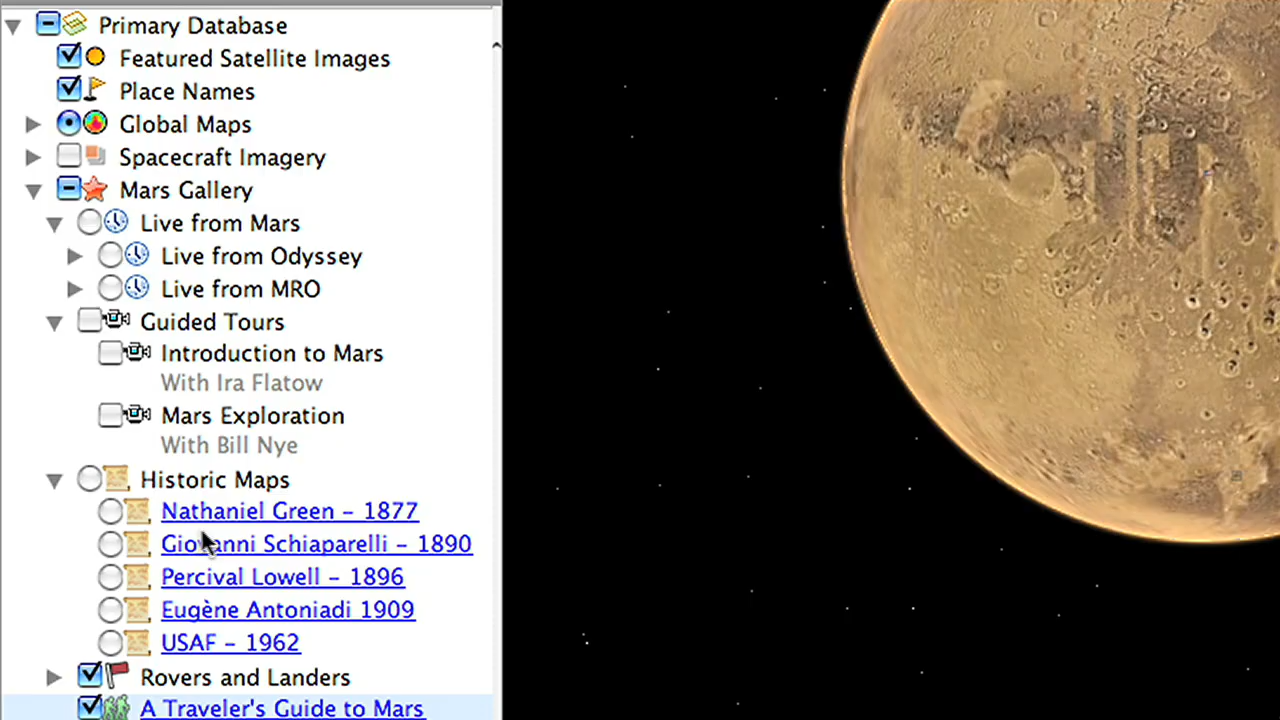 Primary Database
Featured Satellite Images
Place Names
Global Maps
Spacecraft Imagery
Mars Gallery
Live from Mars
Live from Odyssey
Live from MRO
Guided Tours
Introduction to Mars
With Ira Flatow
Mars Exploration
With Bill Nye
Historic Maps
Nathaniel Green – 1877
Giovanni Schiaparelli – 1890
Percival Lowell – 1896
Eugène Antoniadi 1909
USAF – 1962
Rovers and Landers
A Traveler's Guide to Mars